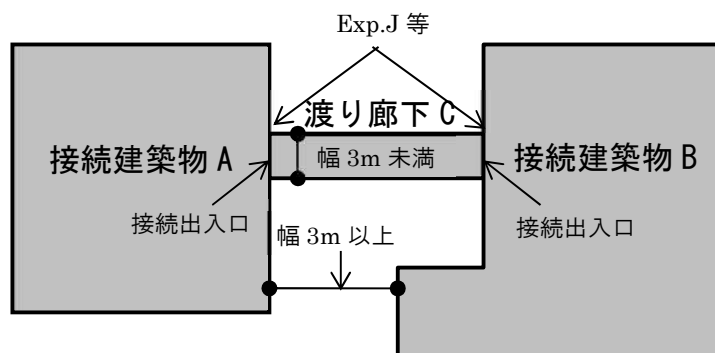 Exp.J 等
渡り廊下 C
接続建築物 A
幅 3m 未満
接続建築物 B
接続出入口
接続出入口
幅 3m 以上